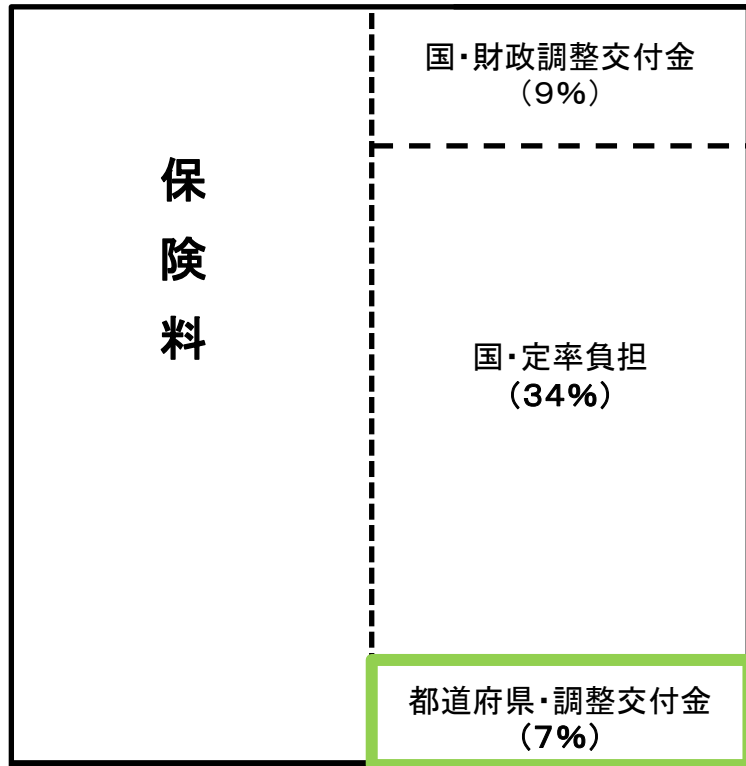 保険料
国・財政調整交付金
（9%）
国・定率負担
（34%）
都道府県・調整交付金
（7%）